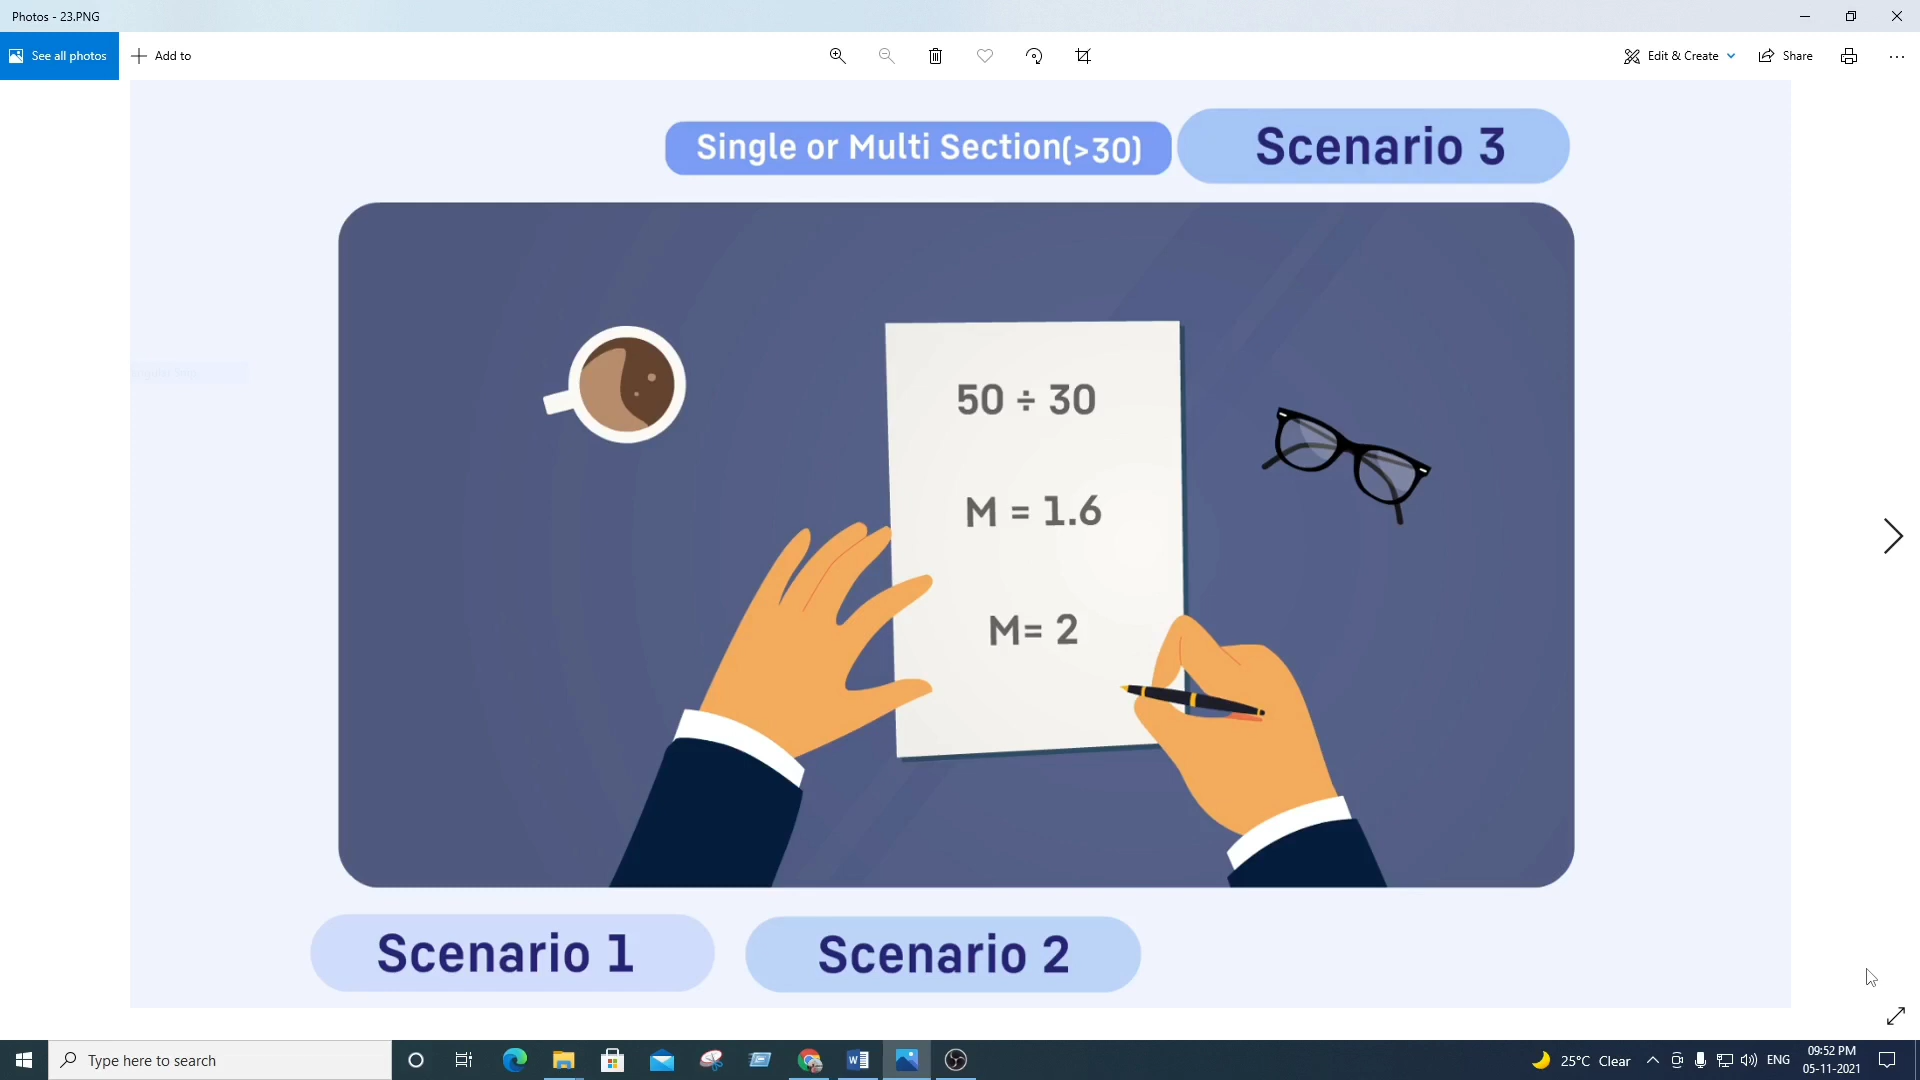 Photos - 23.PNG
See all photos
Add to
Edit & Create
Share
Single or Multi Section(>30)
Scenario 3
50 ÷ 30
M = 1.6
M= 2
Scenario 1
Scenario 2
Type here to search
25°C Clear
ENG
09:52 PM
05-11-2021